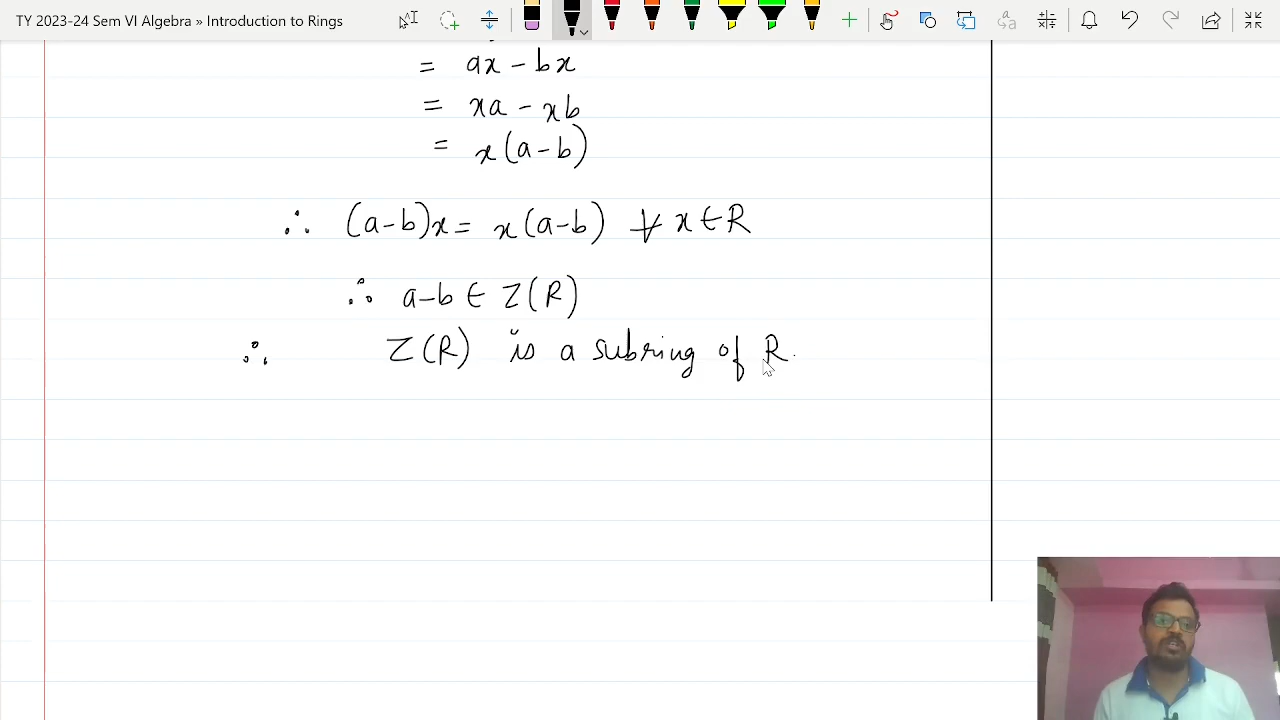 TY 2023-24 Sem VI Algebra » Introduction to Rings
= ax - bx
= xa - xb
= x(a-b)
∴ (a-b)x = x(a-b) ∀ x ∈ R
∴ a-b ∈ Z(R)
∴ Z(R) is a subring of R.